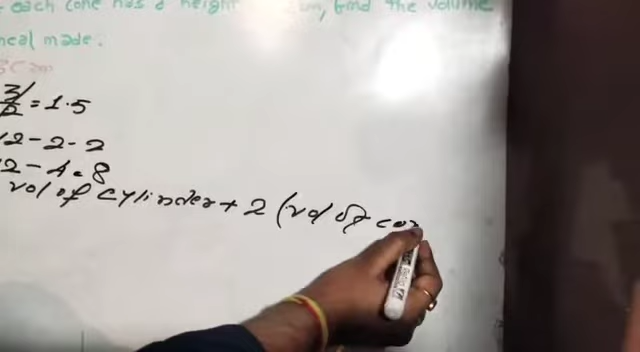 each cone has a height , find the volume
made.
3/2 = 1.5
12-2-2
12-4=8
vol of cylinder + 2 (vol of con